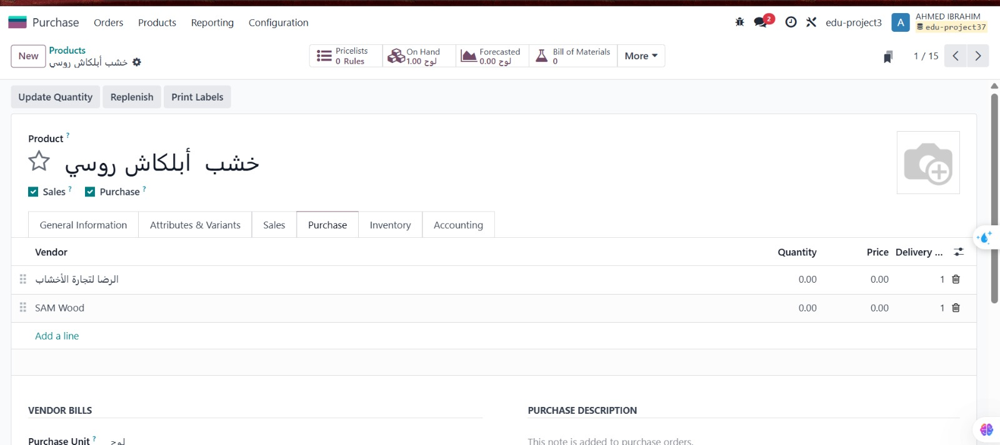 Purchase Orders Products Reporting Configuration 2 edu-project3 A AHMED IBRAHIM
edu-project37
New Products
خشب أبلكاش روسي
Pricelists
0 Rules
On Hand
1.00 لوح
Forecasted
0.00 لوح
Bill of Materials
0
More
1 / 15
Update Quantity Replenish Print Labels
Product ?
خشب أبلكاش روسي
Sales ? Purchase ?
General Information Attributes & Variants Sales Purchase Inventory Accounting
Vendor Quantity Price Delivery ...
الرضا لتجارة الأخشاب 0.00 0.00 1
SAM Wood 0.00 0.00 1
Add a line
VENDOR BILLS PURCHASE DESCRIPTION
Purchase Unit ? لوح This note is added to purchase orders.